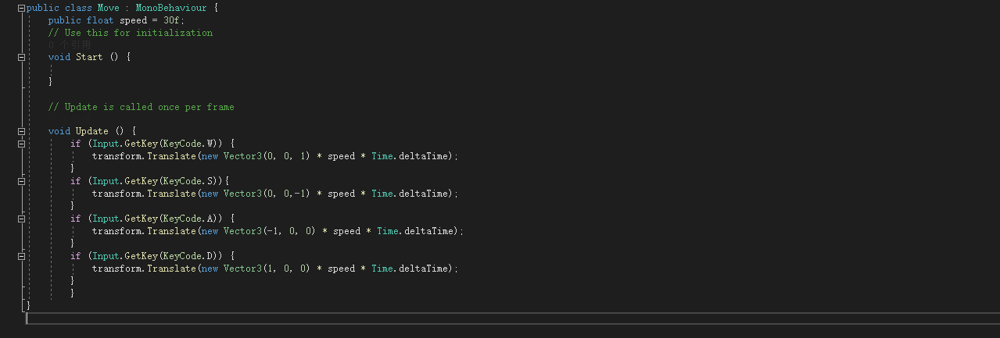 public class Move : MonoBehaviour {
public float speed = 30f;
// Use this for initialization
0 个引用
void Start () {
}
// Update is called once per frame
void Update () {
if (Input.GetKey(KeyCode.W)) {
transform.Translate(new Vector3(0, 0, 1) * speed * Time.deltaTime);
}
if (Input.GetKey(KeyCode.S)){
transform.Translate(new Vector3(0, 0,-1) * speed * Time.deltaTime);
}
if (Input.GetKey(KeyCode.A)) {
transform.Translate(new Vector3(-1, 0, 0) * speed * Time.deltaTime);
}
if (Input.GetKey(KeyCode.D)) {
transform.Translate(new Vector3(1, 0, 0) * speed * Time.deltaTime);
}
}
}